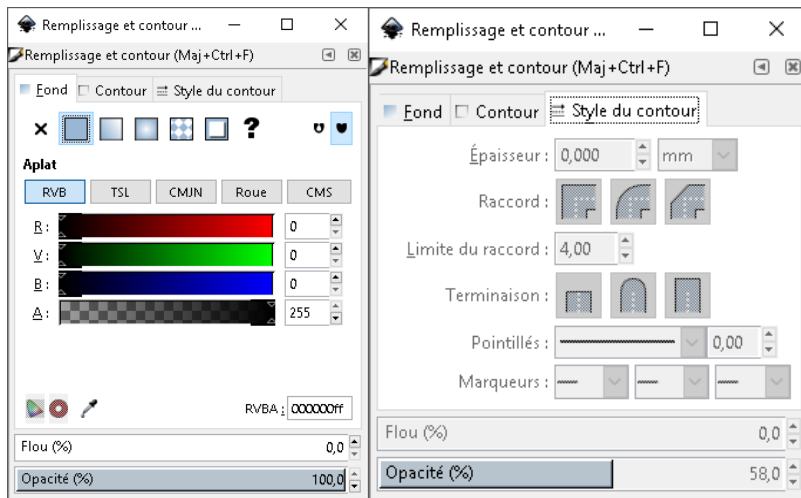 Remplissage et contour ...
Remplissage et contour (Maj+Ctrl+F)
Fond Contour Style du contour
?
Aplat
RVB TSL CMJN Roue CMS
R : 0
V : 0
B : 0
A : 255
RVBA : 000000ff
Flou (%) 0,0
Opacité (%) 100,0
Remplissage et contour ...
Remplissage et contour (Maj+Ctrl+F)
Fond Contour Style du contour
Épaisseur : 0,000 mm
Raccord :
Limite du raccord : 4,00
Terminaison :
Pointillés : 0,00
Marqueurs :
Flou (%) 0,0
Opacité (%) 58,0